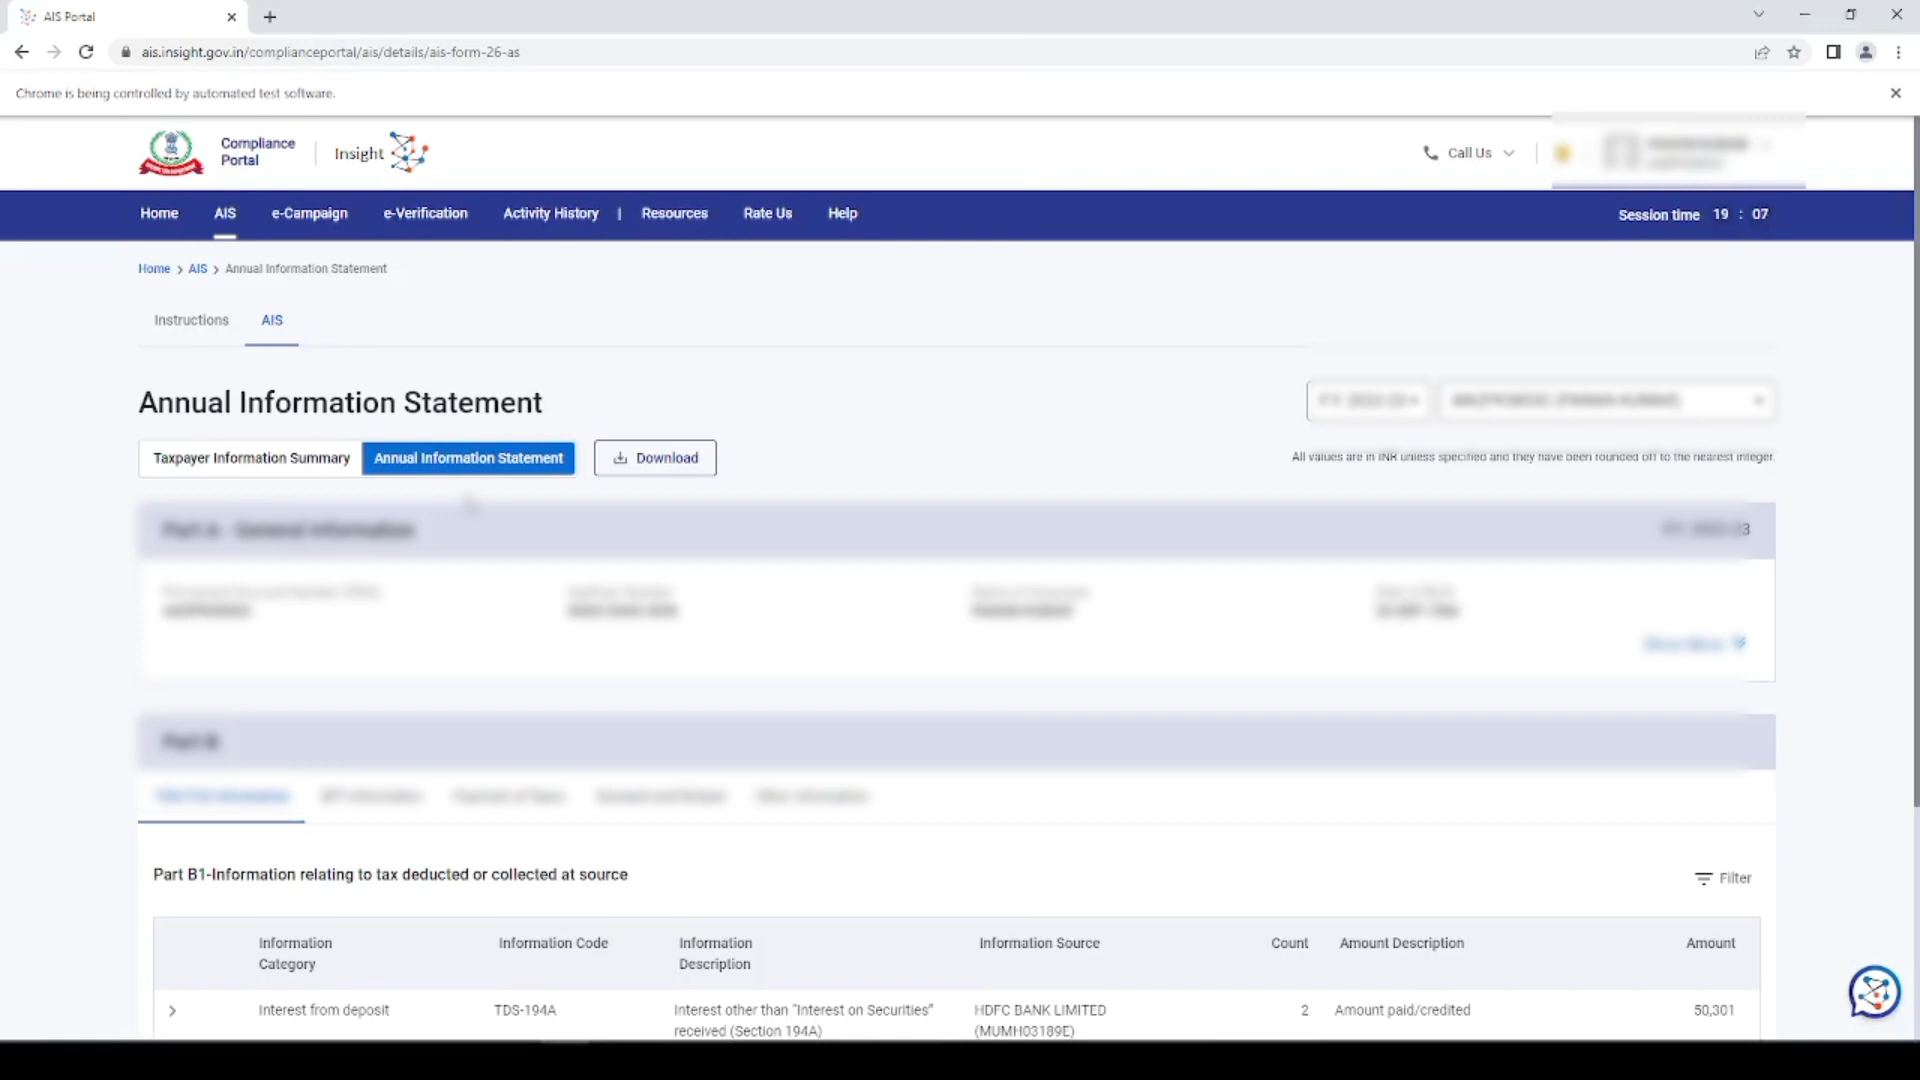 AIS Portal
ais.insight.gov.in/complianceportal/ais/details/ais-form-26-as
Chrome is being controlled by automated test software.
Compliance
Portal
Insight
Call Us
Home AIS e-Campaign e-Verification Activity History | Resources Rate Us Help Session time 19 : 07
Home > AIS > Annual Information Statement
Instructions AIS
Annual Information Statement
Taxpayer Information Summary Annual Information Statement Download
All values are in INR unless specified and they have been rounded off to the nearest integer.
Part A - General Information
Part B
Part B1-Information relating to tax deducted or collected at source
Filter
Information Category Information Code Information Description Information Source Count Amount Description Amount
Interest from deposit TDS-194A Interest other than "Interest on Securities" HDFC BANK LIMITED 2 Amount paid/credited 50,301
received (Section 194A) (MUMH03189E)